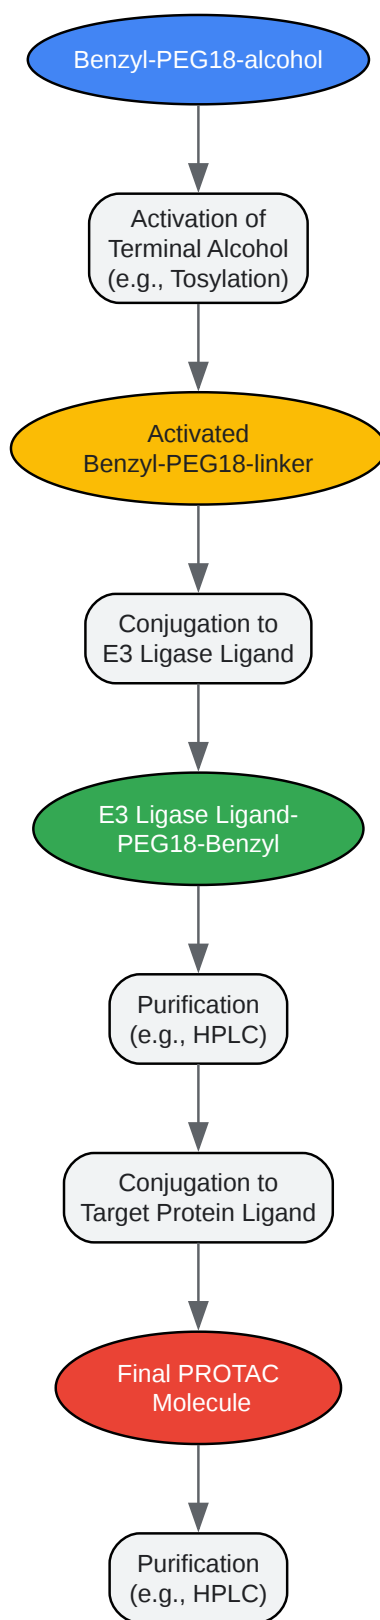 Benzyl-PEG18-alcohol
Activation of
Terminal Alcohol
(e.g., Tosylation)
Activated
Benzyl-PEG18-linker
Conjugation to
E3 Ligase Ligand
E3 Ligase Ligand-
PEG18-Benzyl
Purification
(e.g., HPLC)
Conjugation to
Target Protein Ligand
Final PROTAC
Molecule
Purification
(e.g., HPLC)